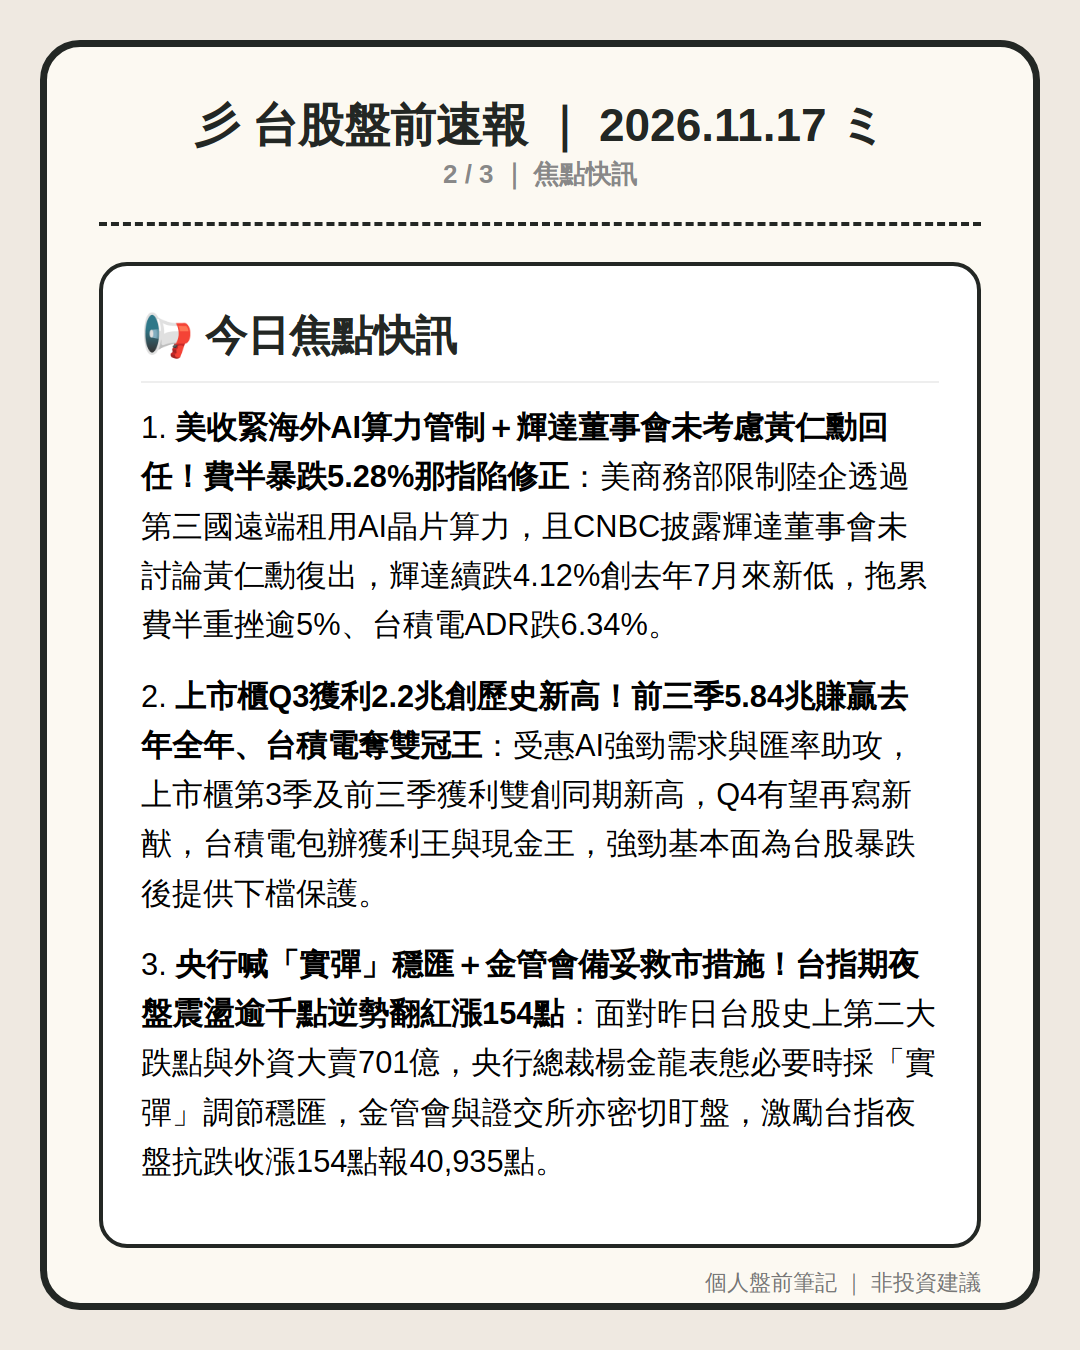 彡 台股盤前速報 ｜ 2026.11.17 ミ
2 / 3 ｜ 焦點快訊
📢 今日焦點快訊
1. 美收緊海外AI算力管制＋輝達董事會未考慮黃仁勳回
任！費半暴跌5.28%那指陷修正：美商務部限制陸企透過
第三國遠端租用AI晶片算力，且CNBC披露輝達董事會未
討論黃仁勳復出，輝達續跌4.12%創去年7月來新低，拖累
費半重挫逾5%、台積電ADR跌6.34%。
2. 上市櫃Q3獲利2.2兆創歷史新高！前三季5.84兆賺贏去
年全年、台積電奪雙冠王：受惠AI強勁需求與匯率助攻，
上市櫃第3季及前三季獲利雙創同期新高，Q4有望再寫新
猷，台積電包辦獲利王與現金王，強勁基本面為台股暴跌
後提供下檔保護。
3. 央行喊「實彈」穩匯＋金管會備妥救市措施！台指期夜
盤震盪逾千點逆勢翻紅漲154點：面對昨日台股史上第二大
跌點與外資大賣701億，央行總裁楊金龍表態必要時採「實
彈」調節穩匯，金管會與證交所亦密切盯盤，激勵台指夜
盤抗跌收漲154點報40,935點。
個人盤前筆記 ｜ 非投資建議